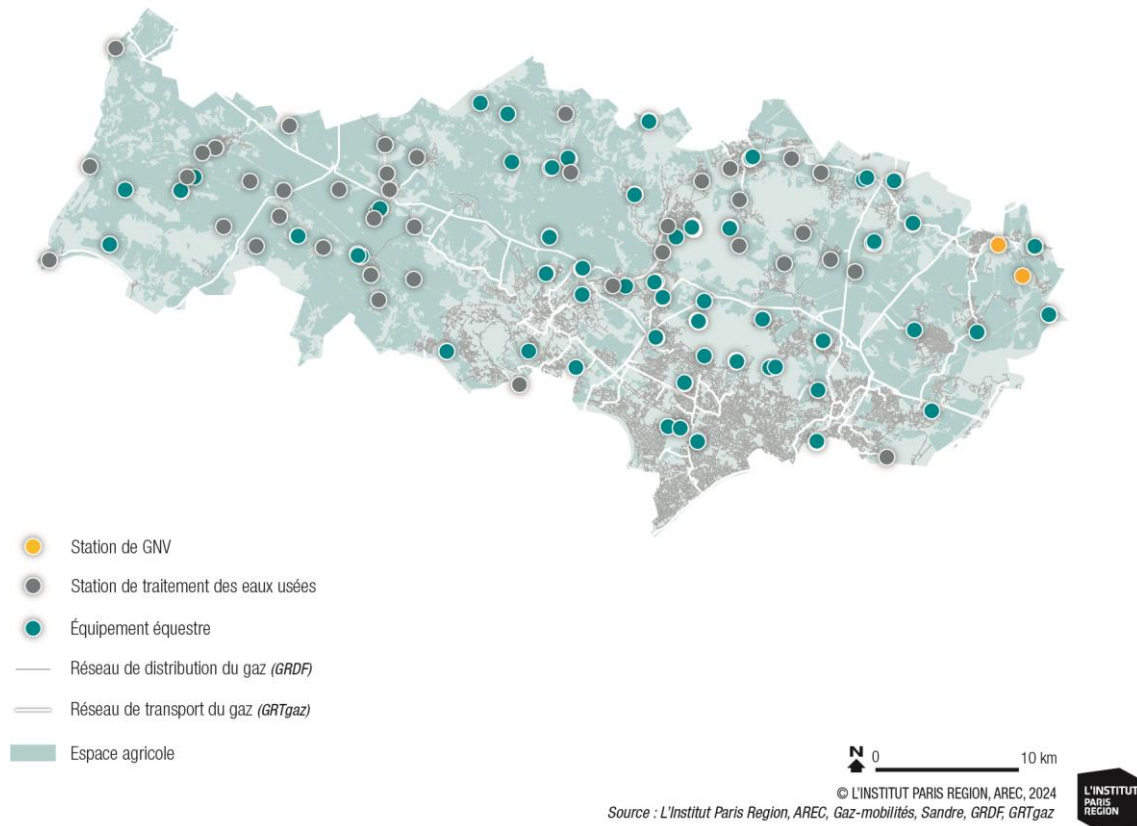 Station de GNV
Station de traitement des eaux usées
Équipement équestre
Réseau de distribution du gaz (GRDF)
Réseau de transport du gaz (GRTgaz)
Espace agricole
N 0 10 km
© L'INSTITUT PARIS REGION, AREC, 2024
Source : L'Institut Paris Region, AREC, Gaz-mobilités, Sandre, GRDF, GRTgaz
L'INSTITUT
PARIS
REGION